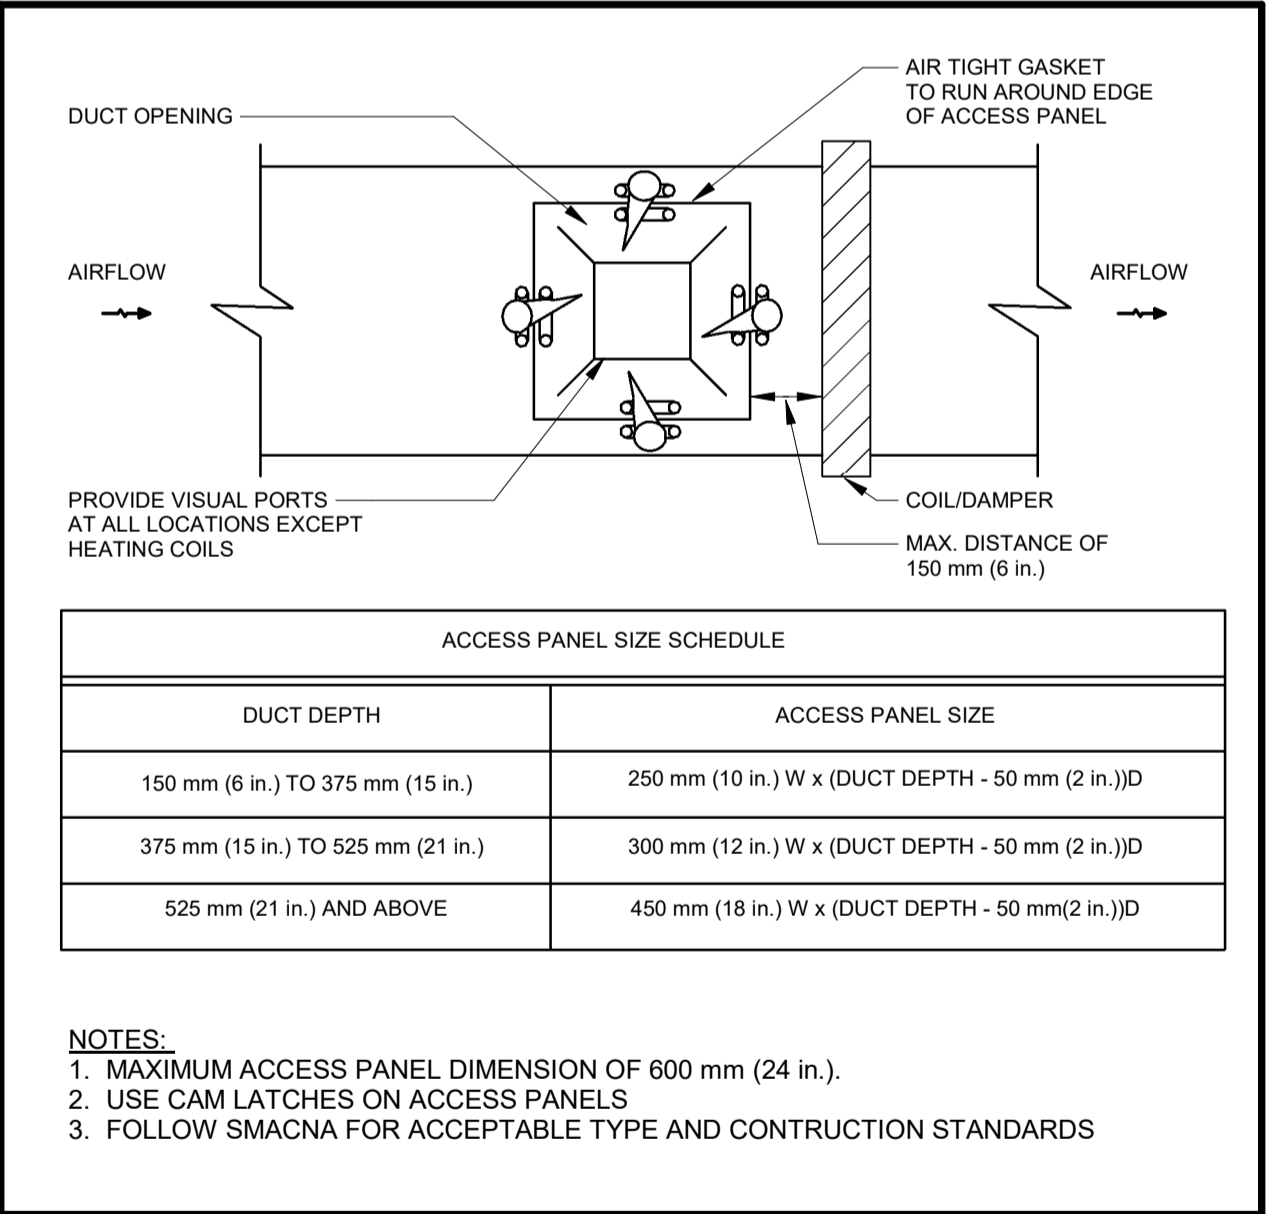 DUCT OPENING
AIR TIGHT GASKET
TO RUN AROUND EDGE
OF ACCESS PANEL
AIRFLOW
AIRFLOW
PROVIDE VISUAL PORTS
AT ALL LOCATIONS EXCEPT
HEATING COILS
COIL/DAMPER
MAX. DISTANCE OF
150 mm (6 in.)
ACCESS PANEL SIZE SCHEDULE
DUCT DEPTH
ACCESS PANEL SIZE
150 mm (6 in.) TO 375 mm (15 in.)
250 mm (10 in.) W x (DUCT DEPTH - 50 mm (2 in.))D
375 mm (15 in.) TO 525 mm (21 in.)
300 mm (12 in.) W x (DUCT DEPTH - 50 mm (2 in.))D
525 mm (21 in.) AND ABOVE
450 mm (18 in.) W x (DUCT DEPTH - 50 mm(2 in.))D
NOTES:
1. MAXIMUM ACCESS PANEL DIMENSION OF 600 mm (24 in.).
2. USE CAM LATCHES ON ACCESS PANELS
3. FOLLOW SMACNA FOR ACCEPTABLE TYPE AND CONTRUCTION STANDARDS